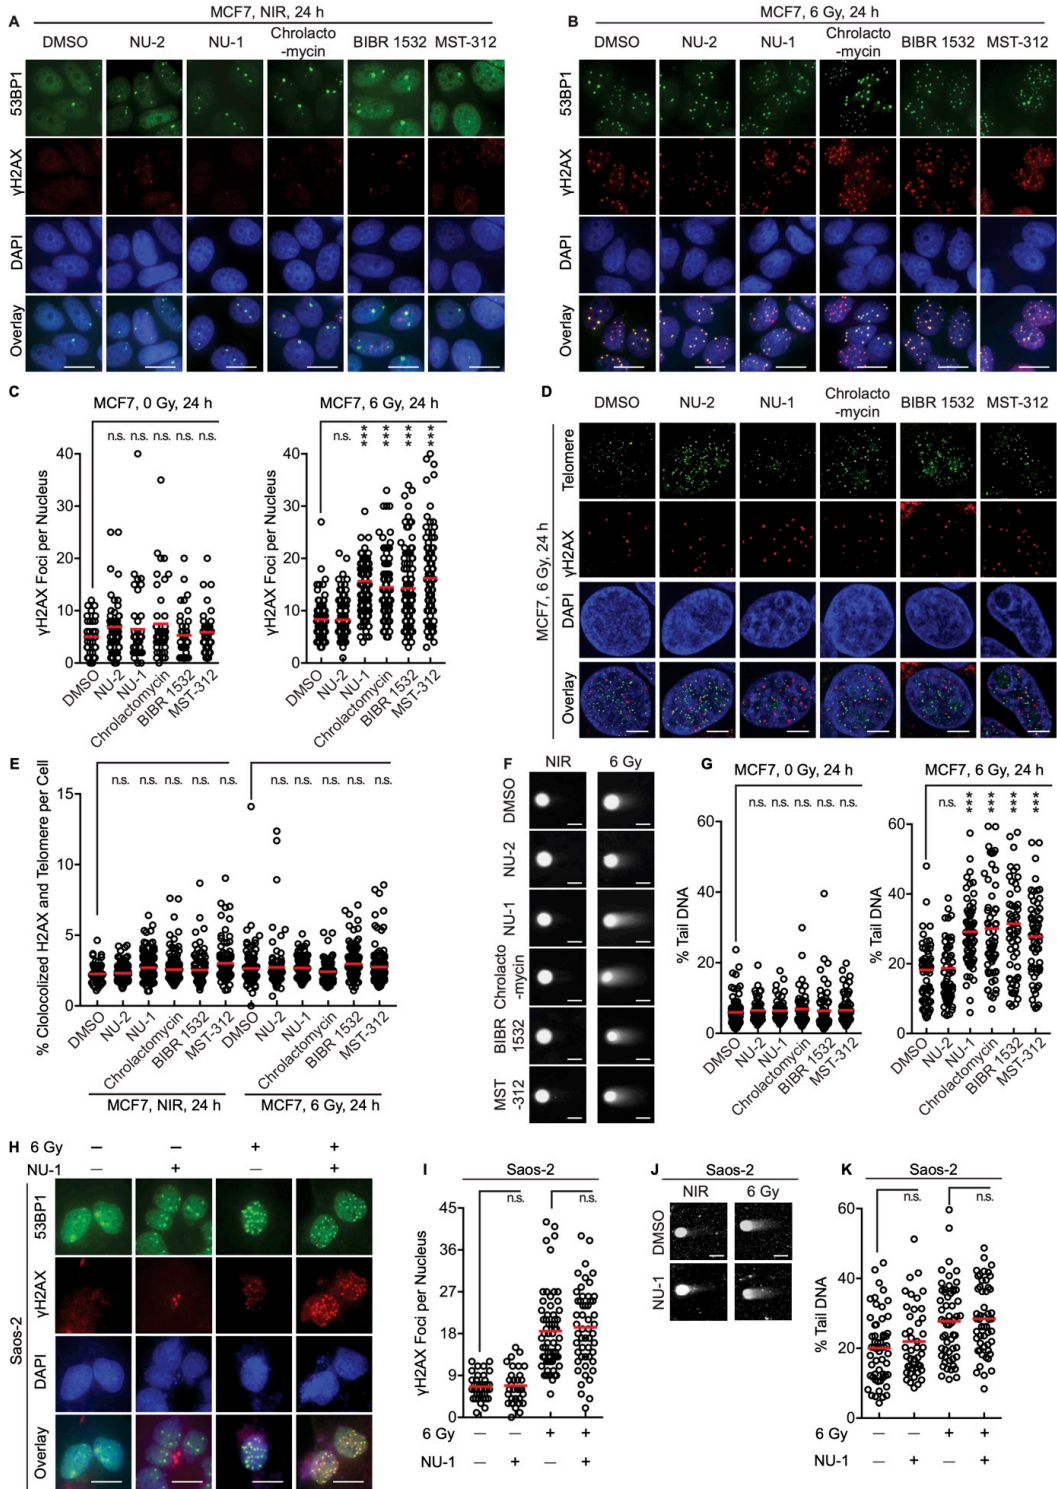 A
MCF7, NIR, 24 h
DMSO NU-2 NU-1 Chrolacto-mycin BIBR 1532 MST-312
53BP1
γH2AX
DAPI
Overlay
B
MCF7, 6 Gy, 24 h
DMSO NU-2 NU-1 Chrolacto-mycin BIBR 1532 MST-312
53BP1
γH2AX
DAPI
Overlay
C
MCF7, 0 Gy, 24 h
n.s. n.s. n.s. n.s. n.s.
γH2AX Foci per Nucleus
40
30
20
10
0
DMSO NU-2 NU-1 Chrolactomycin BIBR 1532 MST-312
MCF7, 6 Gy, 24 h
n.s. *** *** *** ***
γH2AX Foci per Nucleus
40
30
20
10
0
DMSO NU-2 NU-1 Chrolactomycin BIBR 1532 MST-312
D
DMSO NU-2 NU-1 Chrolacto-mycin BIBR 1532 MST-312
MCF7, 6 Gy, 24 h
Telomere
γH2AX
DAPI
Overlay
E
n.s. n.s. n.s. n.s. n.s. n.s. n.s. n.s. n.s. n.s.
% Clolocolized H2AX and Telomere per Cell
15
10
5
0
DMSO NU-2 NU-1 Chrolactomycin BIBR 1532 MST-312 DMSO NU-2 NU-1 Chrolactomycin BIBR 1532 MST-312
MCF7, NIR, 24 h MCF7, 6 Gy, 24 h
F
NIR 6 Gy
DMSO
NU-2
NU-1
Chrolacto-mycin
BIBR 1532
MST-312
G
MCF7, 0 Gy, 24 h
n.s. n.s. n.s. n.s. n.s.
% Tail DNA
60
40
20
0
DMSO NU-2 NU-1 Chrolactomycin BIBR 1532 MST-312
MCF7, 6 Gy, 24 h
n.s. *** *** *** ***
% Tail DNA
60
40
20
0
DMSO NU-2 NU-1 Chrolactomycin BIBR 1532 MST-312
H
6 Gy – – + +
NU-1 – + – +
Saos-2
53BP1
γH2AX
DAPI
Overlay
I
Saos-2
n.s. n.s.
γH2AX Foci per Nucleus
45
36
27
18
9
0
6 Gy – – + +
NU-1 – + – +
J
Saos-2
NIR 6 Gy
DMSO
NU-1
K
Saos-2
n.s. n.s.
% Tail DNA
60
40
20
0
6 Gy – – + +
NU-1 – + – +